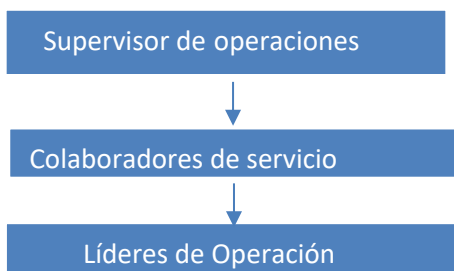 Supervisor de operaciones
Colaboradores de servicio
Líderes de Operación